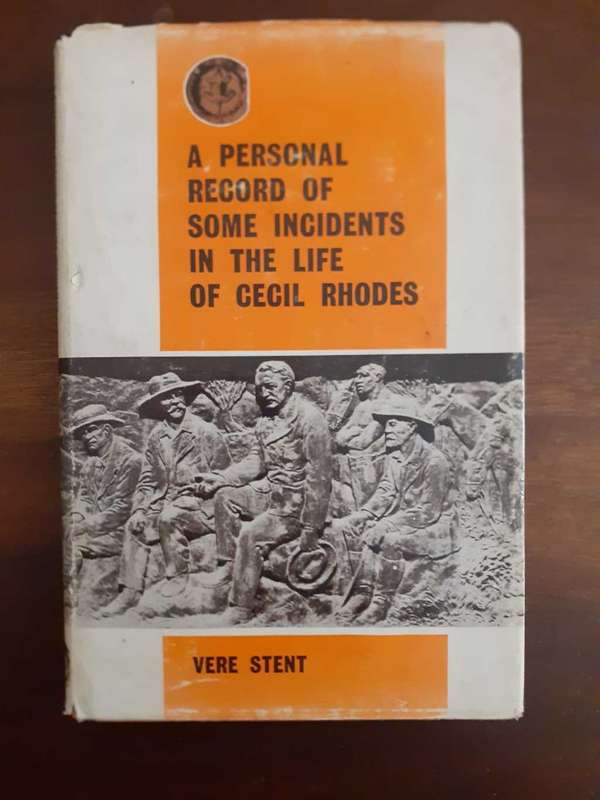 A PERSONAL
RECORD OF
SOME INCIDENTS
IN THE LIFE
OF CECIL RHODES
VERE STENT